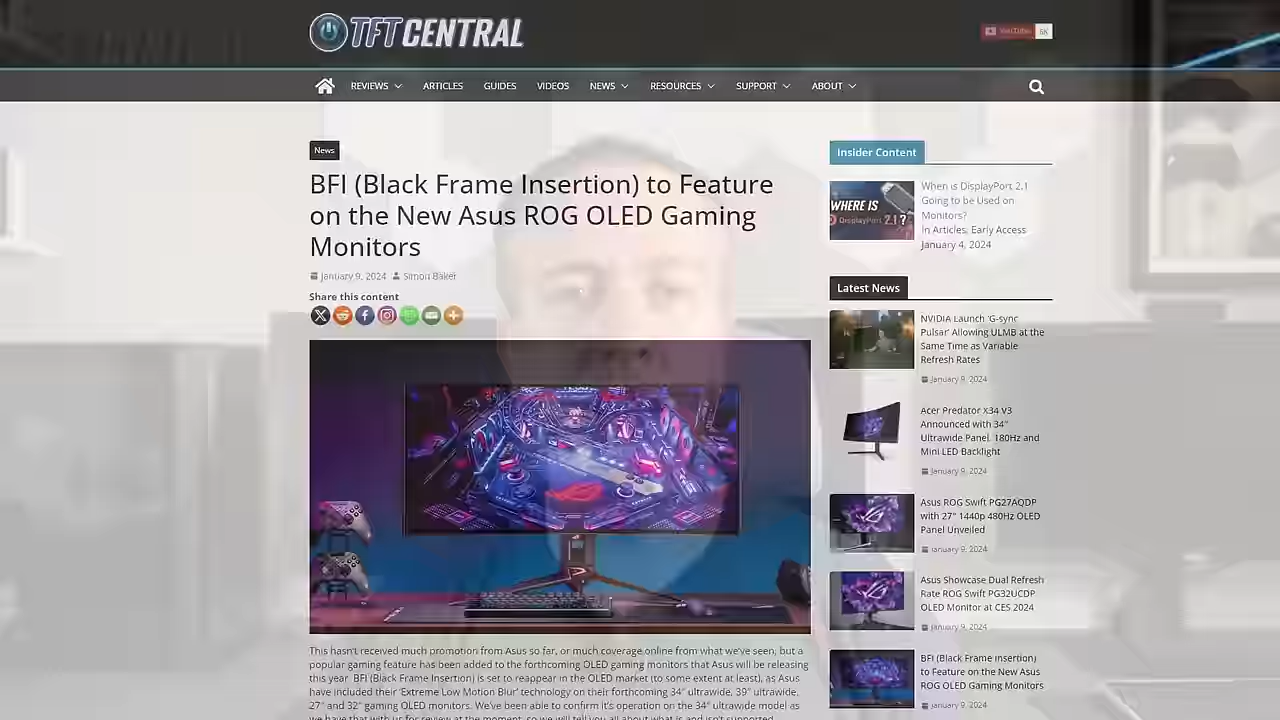 TFTCENTRAL
YouTube 6K
REVIEWS ARTICLES GUIDES VIDEOS NEWS RESOURCES SUPPORT ABOUT
News
BFI (Black Frame Insertion) to Feature
on the New Asus ROG OLED Gaming
Monitors
January 9, 2024 Simon Baker
Share this content
This hasn't received much promotion from Asus so far, or much coverage online from what we've seen, but a
popular gaming feature has been added to the forthcoming OLED gaming monitors that Asus will be releasing
this year. BFI (Black Frame Insertion) is set to reappear in the OLED market (to some extent at least), as Asus
have included their 'Extreme Low Motion Blur' technology on their forthcoming 34" ultrawide, 39" ultrawide,
27" and 32" gaming OLED monitors. We've been able to confirm it's operation on the 34" ultrawide model as
we have that with us for review at the moment, so we will tell you all about what is and isn't supported
Insider Content
WHERE IS
DisplayPort 2.1 ?
When is DisplayPort 2.1
Going to be Used on
Monitors?
In Articles, Early Access
January 4, 2024
Latest News
NVIDIA Launch 'G-sync
Pulsar' Allowing ULMB at the
Same Time as Variable
Refresh Rates
January 9, 2024
Acer Predator X34 V3
Announced with 34"
Ultrawide Panel, 180Hz and
Mini LED Backlight
January 9, 2024
Asus ROG Swift PG27AQDP
with 27" 1440p 480Hz OLED
Panel Unveiled
January 9, 2024
Asus Showcase Dual Refresh
Rate ROG Swift PG32UCDP
OLED Monitor at CES 2024
January 9, 2024
BFI (Black Frame Insertion)
to Feature on the New Asus
ROG OLED Gaming Monitors
January 9, 2024